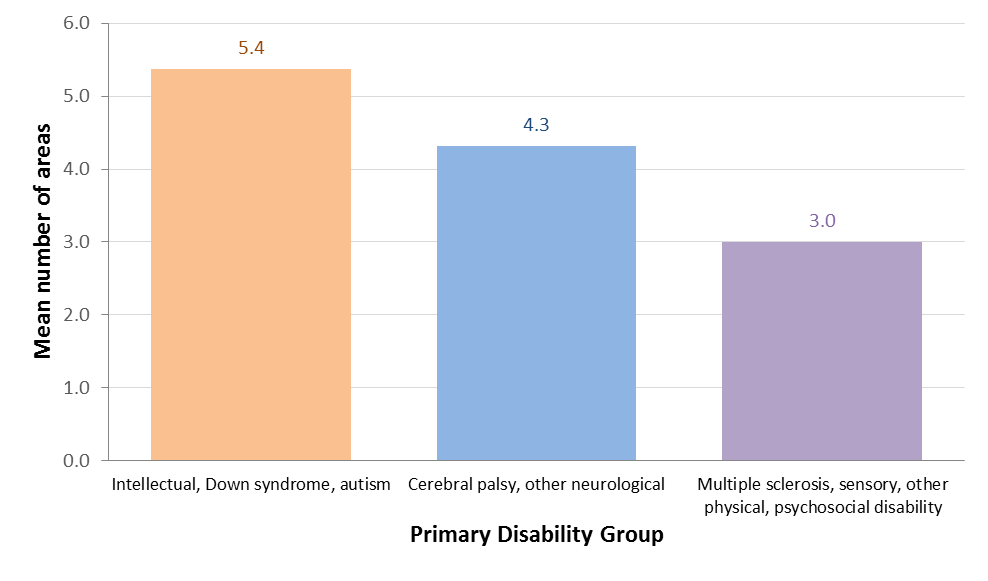 6.0
5.0
4.0
3.0
2.0
1.0
0.0
Mean number of areas
5.4
4.3
3.0
Intellectual, Down syndrome, autism
Cerebral palsy, other neurological
Multiple sclerosis, sensory, other
physical, psychosocial disability
Primary Disability Group